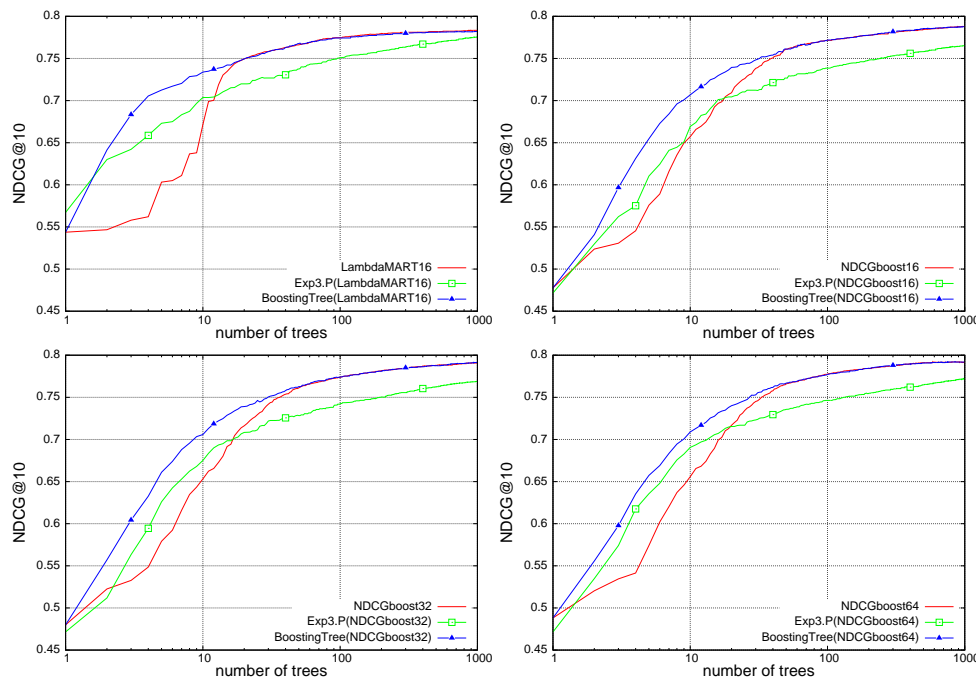 0.8
0.75
0.7
0.65
0.6
0.55
0.5
0.45
NDCG@10
1
10
100
1000
number of trees
LambdaMART16
Exp3.P(LambdaMART16)
BoostingTree(LambdaMART16)
0.8
0.75
0.7
0.65
0.6
0.55
0.5
0.45
NDCG@10
1
10
100
1000
number of trees
NDCGboost16
Exp3.P(NDCGboost16)
BoostingTree(NDCGboost16)
0.8
0.75
0.7
0.65
0.6
0.55
0.5
0.45
NDCG@10
1
10
100
1000
number of trees
NDCGboost32
Exp3.P(NDCGboost32)
BoostingTree(NDCGboost32)
0.8
0.75
0.7
0.65
0.6
0.55
0.5
0.45
NDCG@10
1
10
100
1000
number of trees
NDCGboost64
Exp3.P(NDCGboost64)
BoostingTree(NDCGboost64)